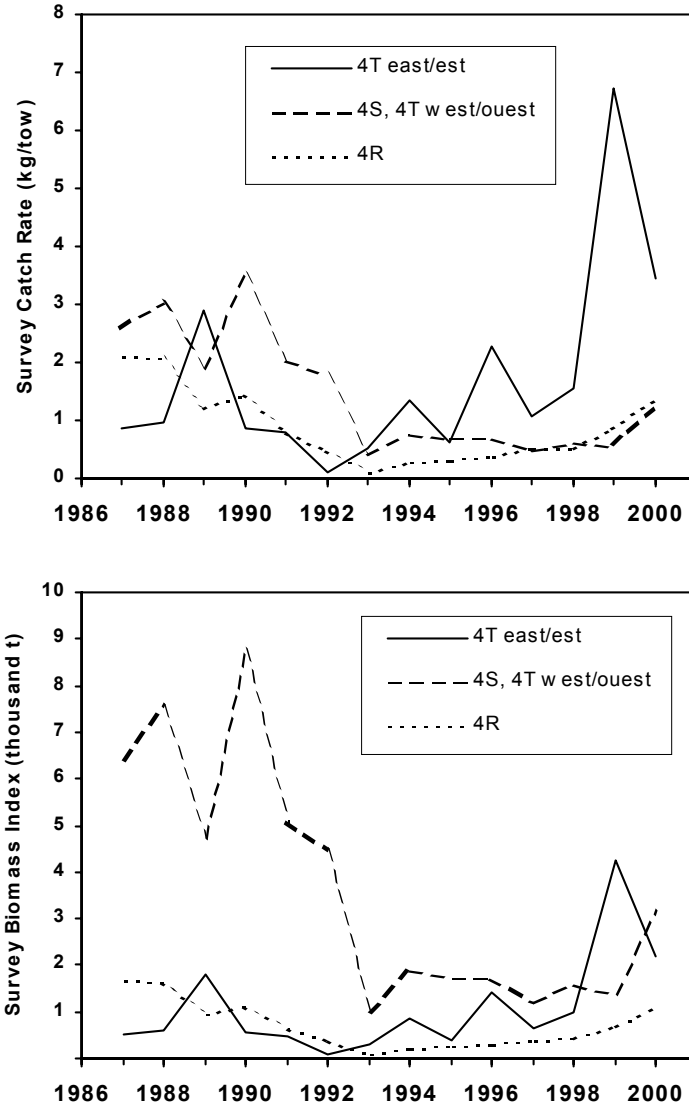 8
7
6
5
4
3
2
1
0
Survey Catch Rate (kg/tow)
4T east/est
4S, 4T w est/ouest
4R
1986 1988 1990 1992 1994 1996 1998 2000
10
9
8
7
6
5
4
3
2
1
Survey Biomass Index (thousand t)
4T east/est
4S, 4T w est/ouest
4R
1986 1988 1990 1992 1994 1996 1998 2000